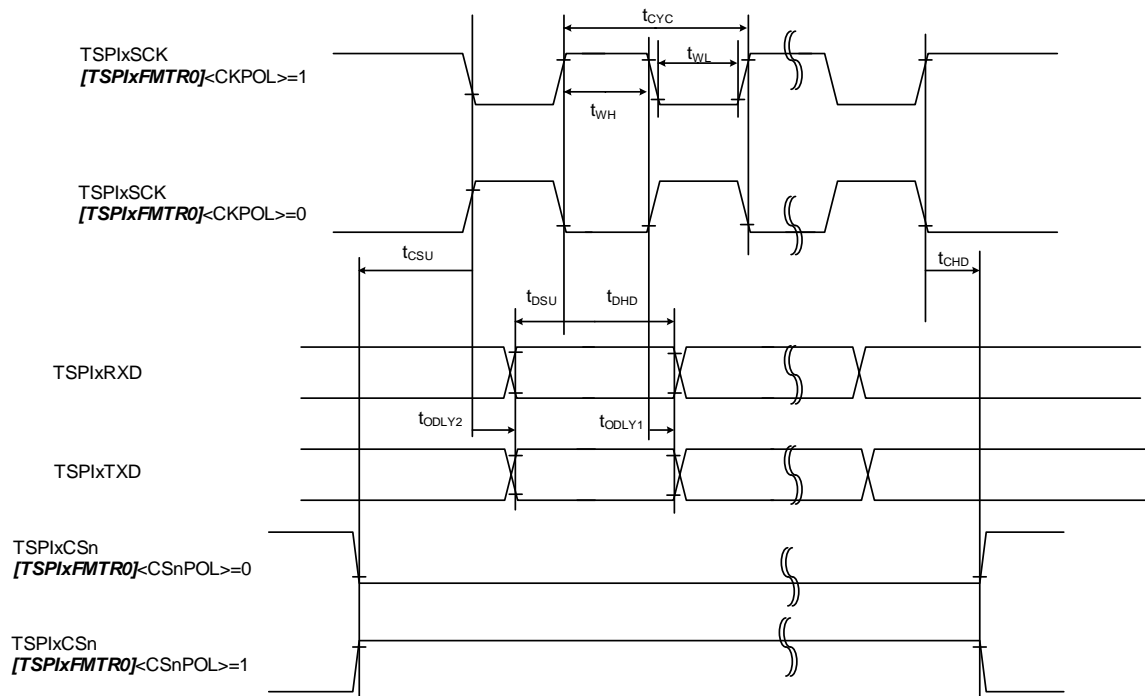 tCYC
TSPIxSCK
[TSPIxFMTR0]<CKPOL>=1
tWL
tWH
TSPIxSCK
[TSPIxFMTR0]<CKPOL>=0
tCSU
tCHD
tDSU
tDHD
TSPIxRXD
tODLY2
tODLY1
TSPIxTXD
TSPIxCSn
[TSPIxFMTR0]<CSnPOL>=0
TSPIxCSn
[TSPIxFMTR0]<CSnPOL>=1